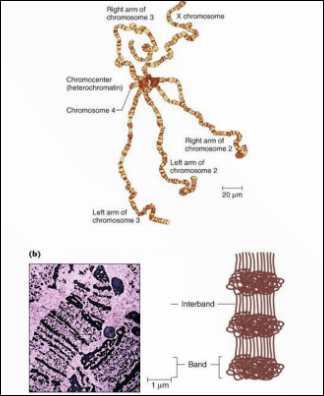 Right arm of
chromosome 3
X chromosome
Chromocenter
(heterochromatin)
Chromosome 4
Right arm of
chromosome 2
Left arm of
chromosome 2
20 µm
Left arm of
chromosome 3
(b)
Interband
Band
1 µm